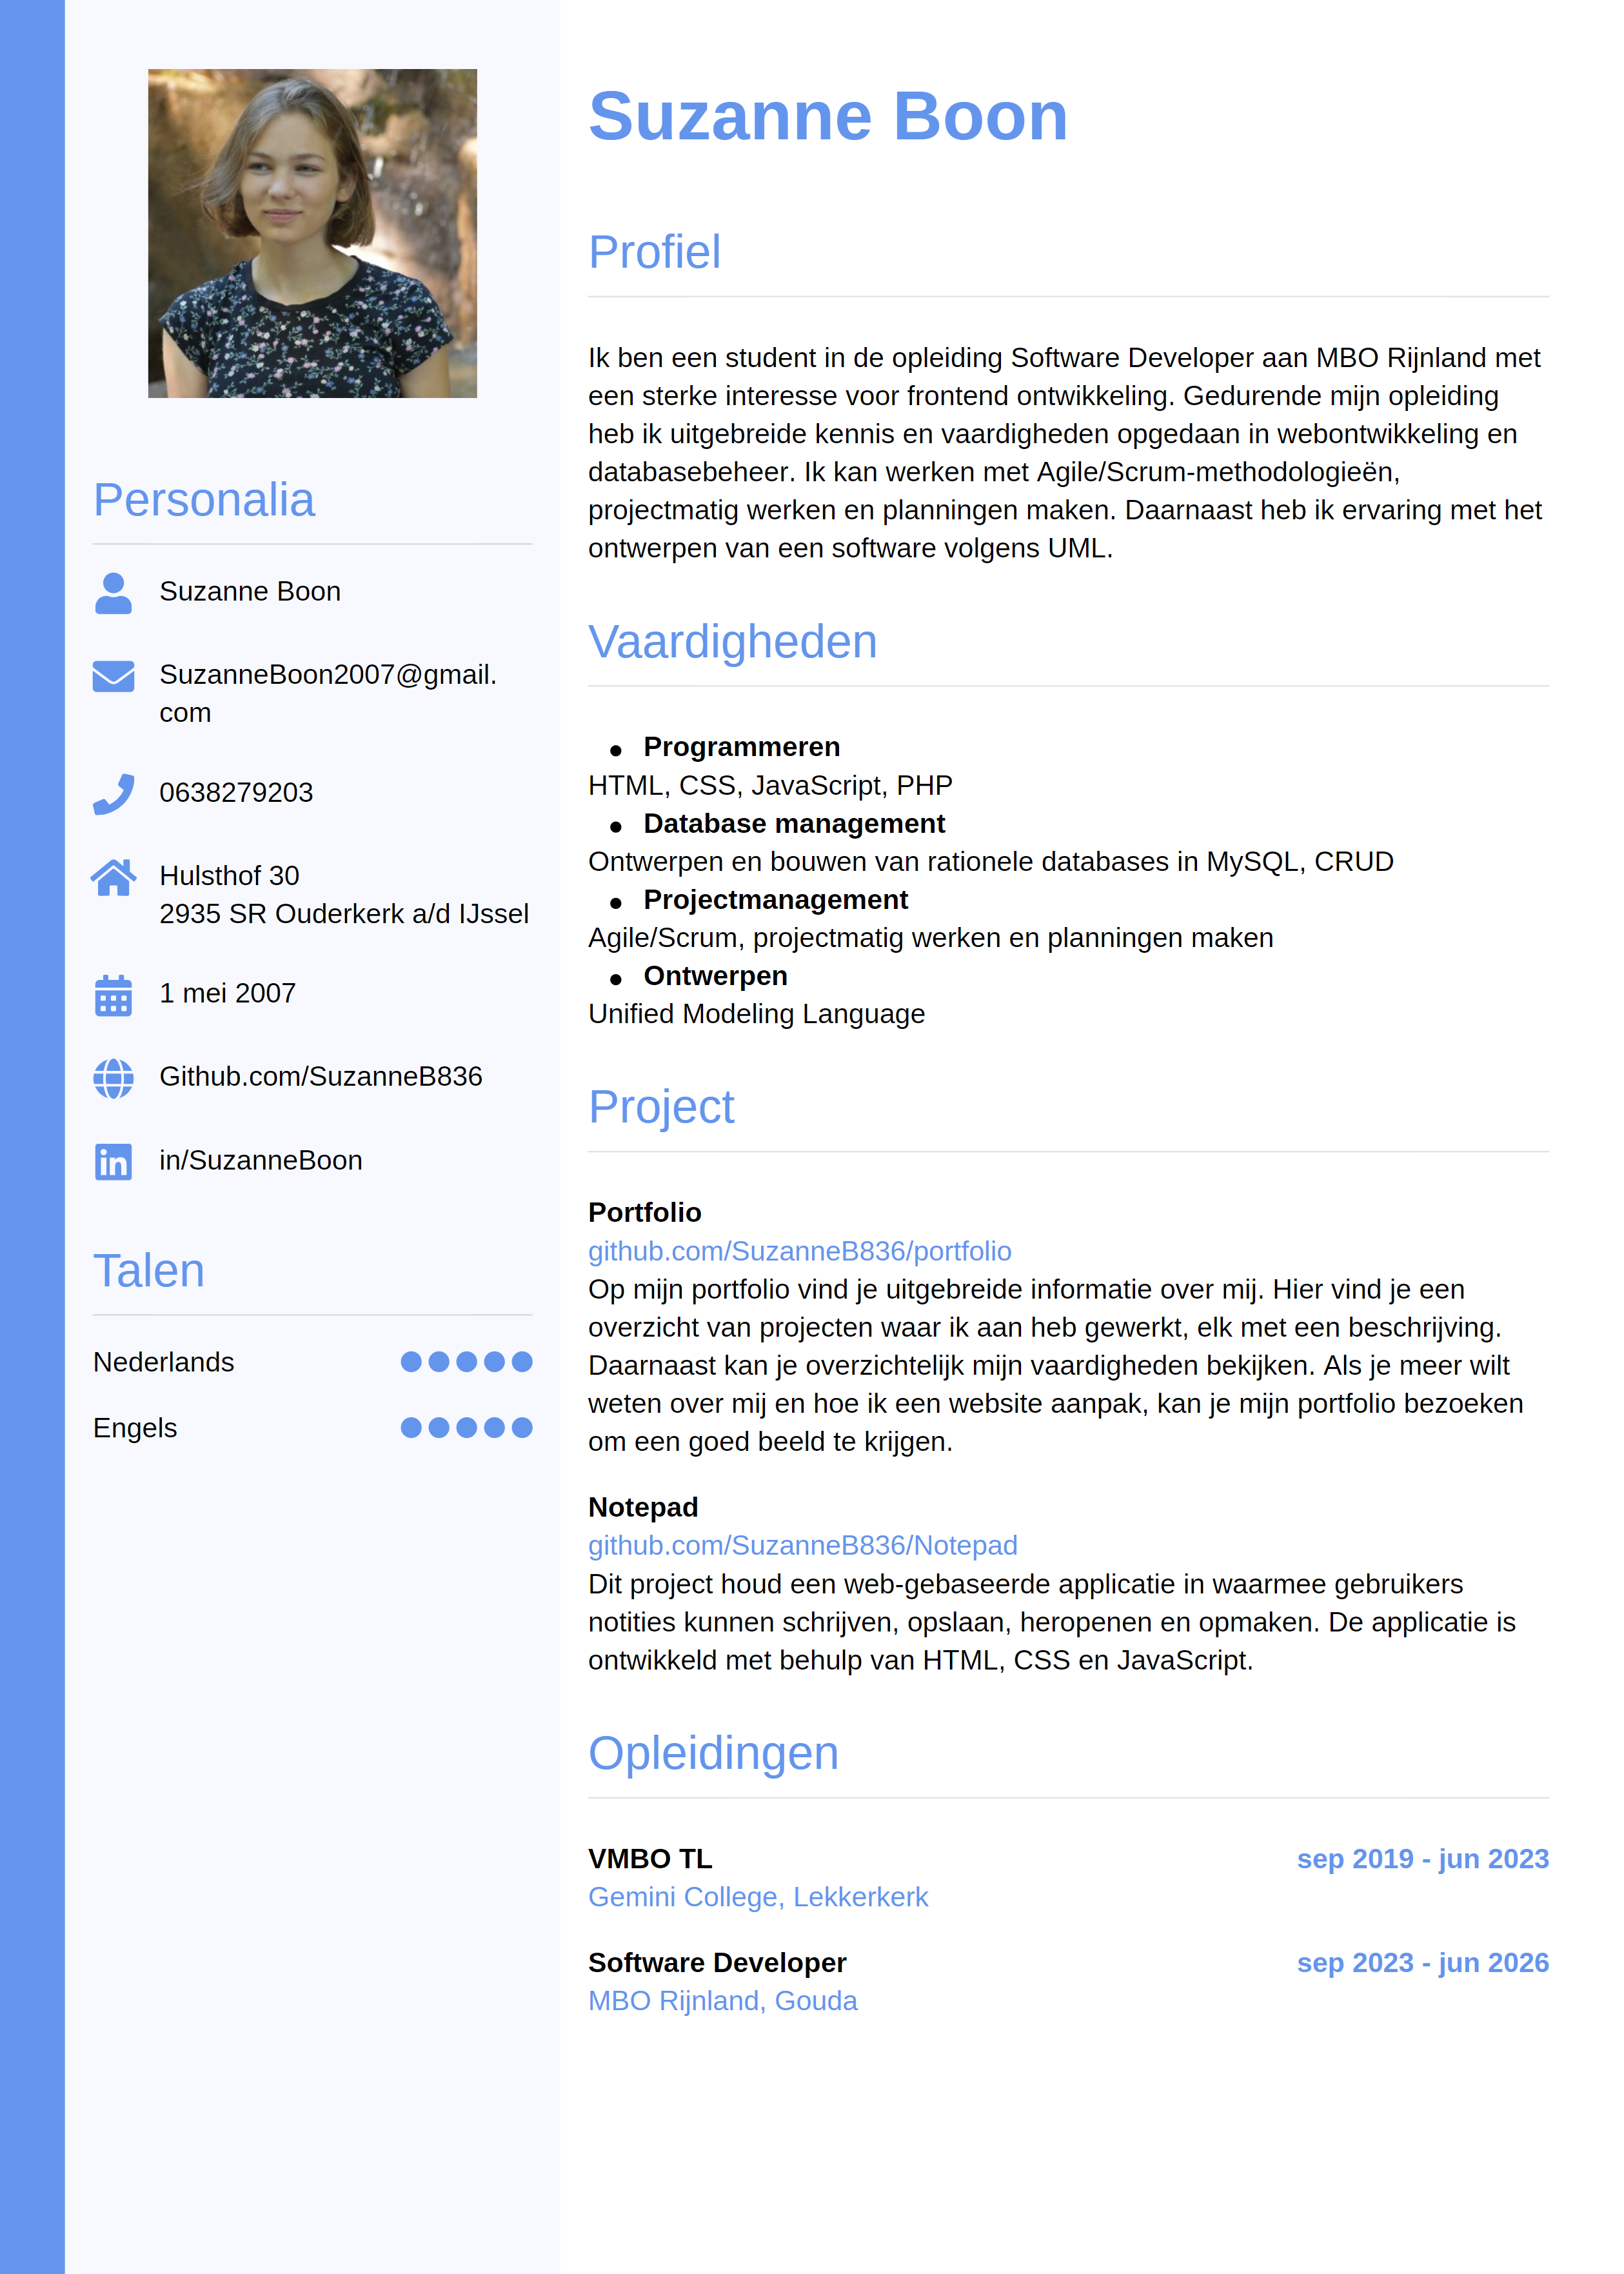 Suzanne Boon
Personalia
Suzanne Boon
SuzanneBoon2007@gmail.
com
0638279203
Hulsthof 30
2935 SR Ouderkerk a/d IJssel
1 mei 2007
Github.com/SuzanneB836
in/SuzanneBoon
Talen
Nederlands
Engels
Profiel
Ik ben een student in de opleiding Software Developer aan MBO Rijnland met
een sterke interesse voor frontend ontwikkeling. Gedurende mijn opleiding
heb ik uitgebreide kennis en vaardigheden opgedaan in webontwikkeling en
databasebeheer. Ik kan werken met Agile/Scrum-methodologieën,
projectmatig werken en planningen maken. Daarnaast heb ik ervaring met het
ontwerpen van een software volgens UML.
Vaardigheden
• Programmeren
HTML, CSS, JavaScript, PHP
• Database management
Ontwerpen en bouwen van rationele databases in MySQL, CRUD
• Projectmanagement
Agile/Scrum, projectmatig werken en planningen maken
• Ontwerpen
Unified Modeling Language
Project
Portfolio
github.com/SuzanneB836/portfolio
Op mijn portfolio vind je uitgebreide informatie over mij. Hier vind je een
overzicht van projecten waar ik aan heb gewerkt, elk met een beschrijving.
Daarnaast kan je overzichtelijk mijn vaardigheden bekijken. Als je meer wilt
weten over mij en hoe ik een website aanpak, kan je mijn portfolio bezoeken
om een goed beeld te krijgen.
Notepad
github.com/SuzanneB836/Notepad
Dit project houd een web-gebaseerde applicatie in waarmee gebruikers
notities kunnen schrijven, opslaan, heropenen en opmaken. De applicatie is
ontwikkeld met behulp van HTML, CSS en JavaScript.
Opleidingen
VMBO TL sep 2019 - jun 2023
Gemini College, Lekkerkerk
Software Developer sep 2023 - jun 2026
MBO Rijnland, Gouda